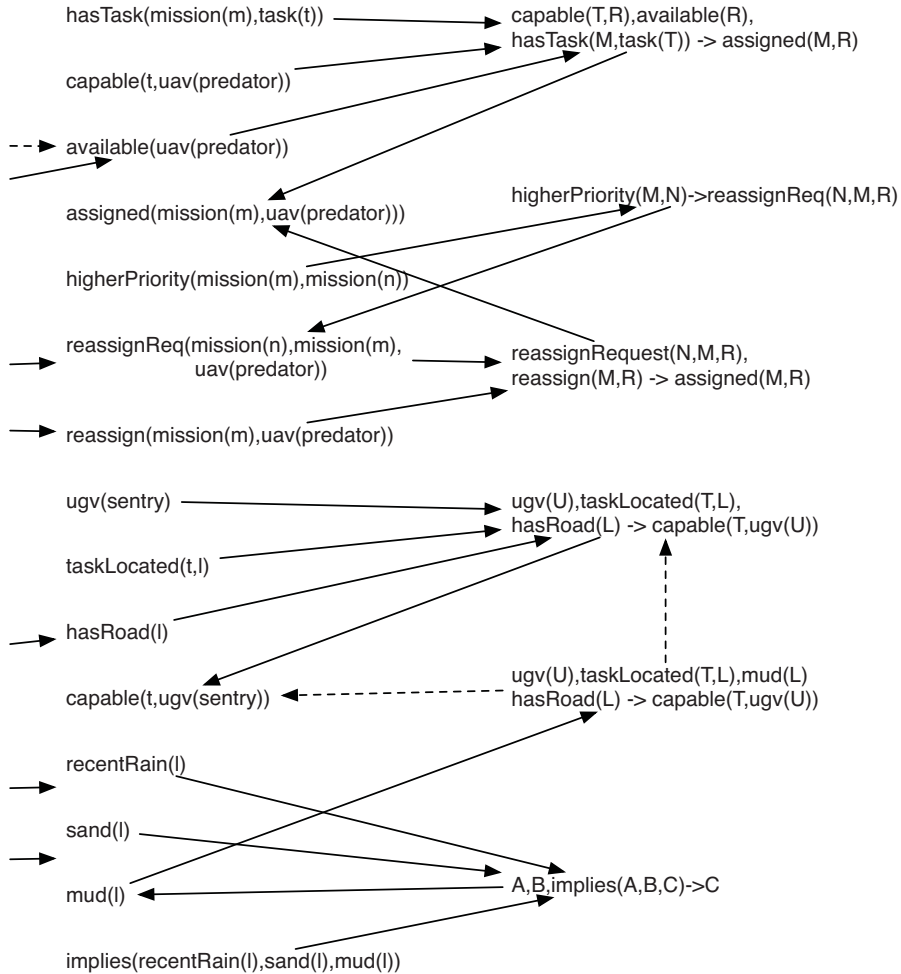 hasTask(mission(m),task(t))
capable(T,R),available(R),
hasTask(M,task(T)) -> assigned(M,R)
capable(t,uav(predator))
available(uav(predator))
assigned(mission(m),uav(predator)))
higherPriority(M,N)->reassignReq(N,M,R)
higherPriority(mission(m),mission(n))
reassignReq(mission(n),mission(m),
uav(predator))
reassignRequest(N,M,R),
reassign(M,R) -> assigned(M,R)
reassign(mission(m),uav(predator))
ugv(sentry)
ugv(U),taskLocated(T,L),
hasRoad(L) -> capable(T,ugv(U))
taskLocated(t,l)
hasRoad(l)
capable(t,ugv(sentry))
ugv(U),taskLocated(T,L),mud(L)
hasRoad(L) -> capable(T,ugv(U))
recentRain(l)
sand(l)
mud(l)
A,B,implies(A,B,C)->C
implies(recentRain(l),sand(l),mud(l))